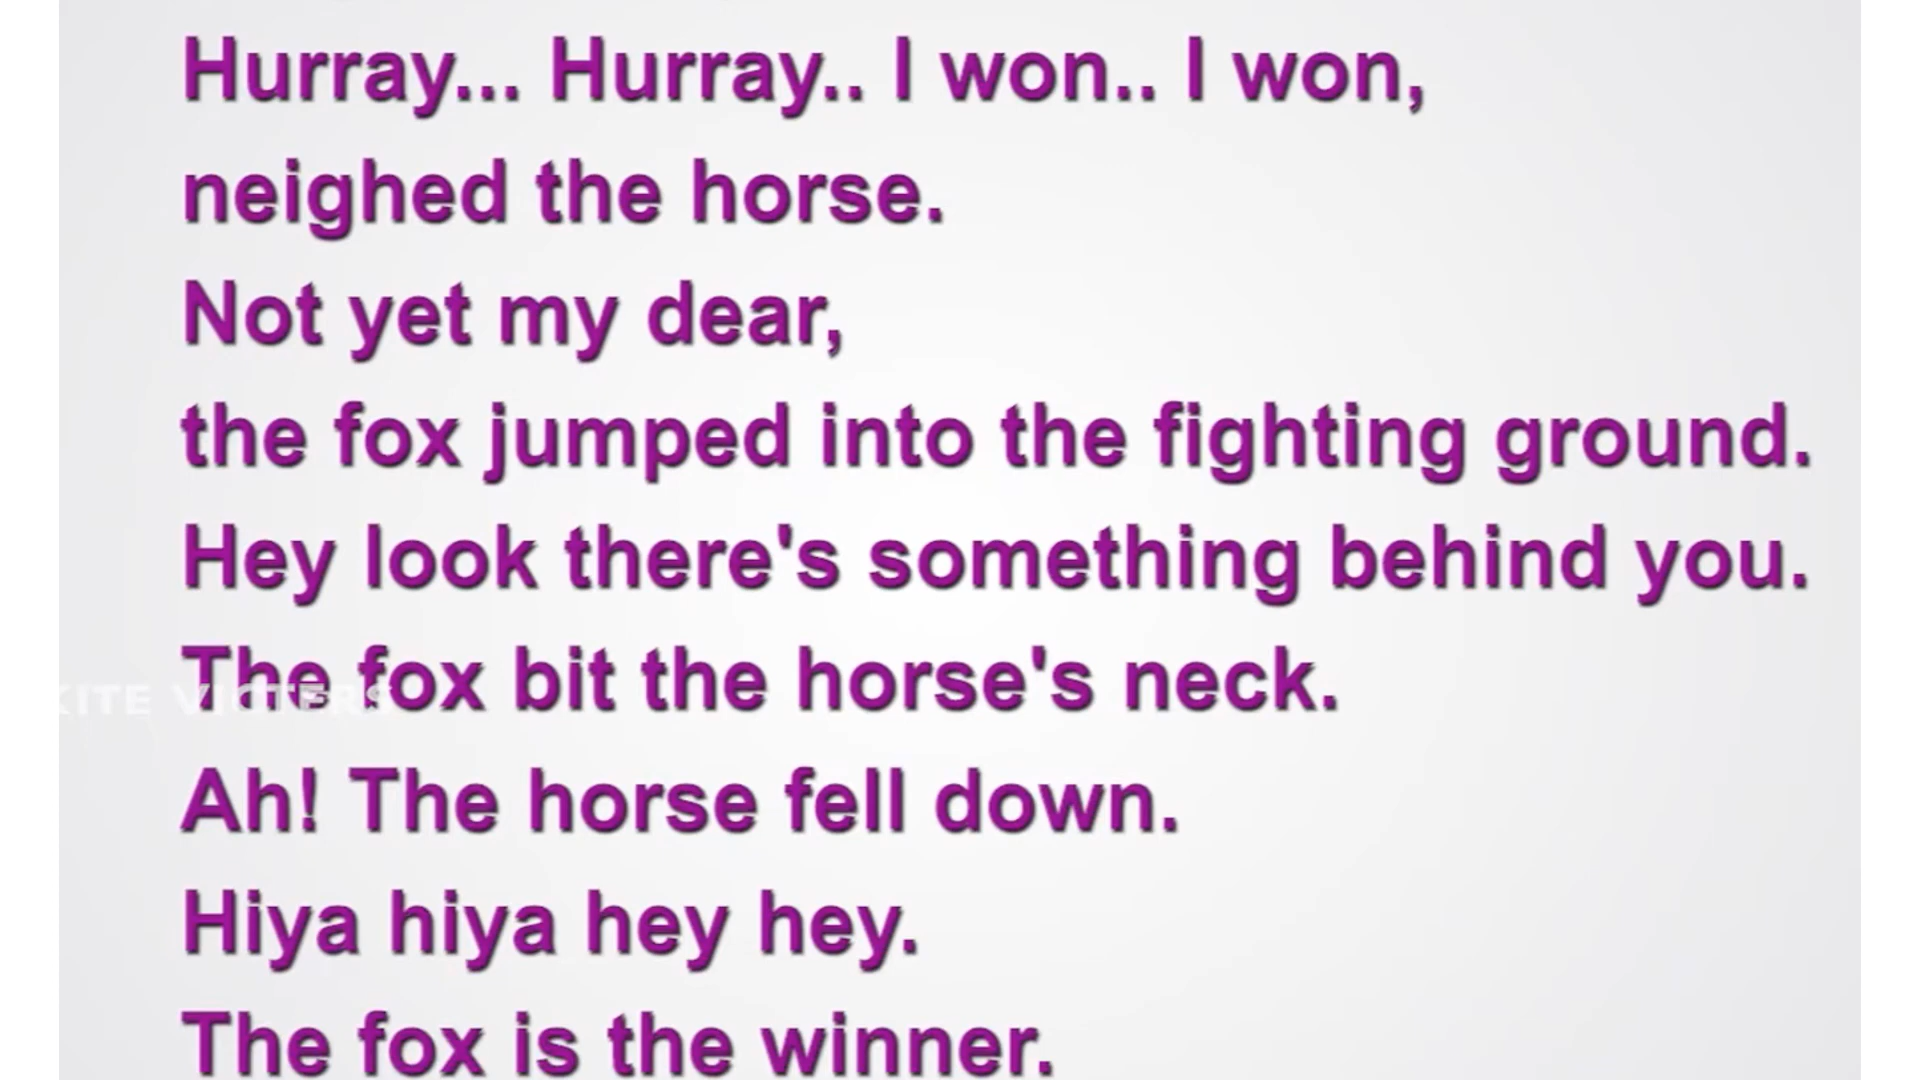 Hurray... Hurray.. I won.. I won,
neighed the horse.
Not yet my dear,
the fox jumped into the fighting ground.
Hey look there's something behind you.
The fox bit the horse's neck.
KITE VICTERS
Ah! The horse fell down.
Hiya hiya hey hey.
The fox is the winner.